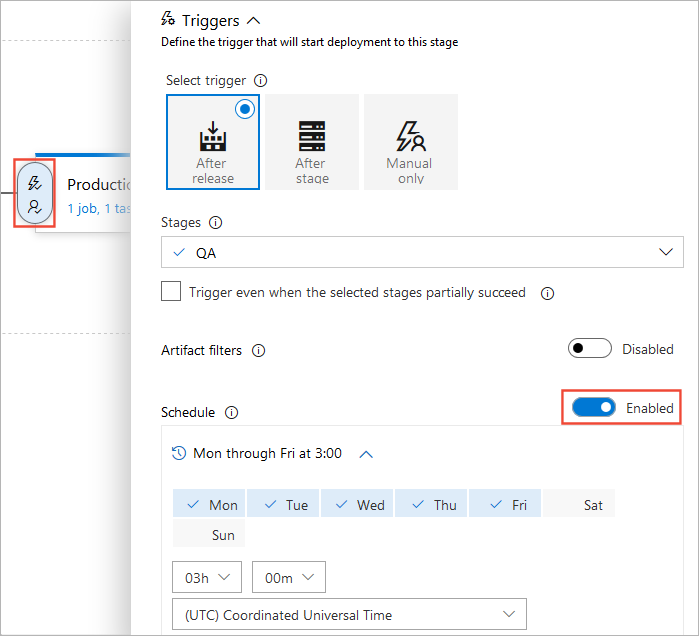 Triggers
Define the trigger that will start deployment to this stage
Select trigger
After
release
After
stage
Manual
only
Stages
QA
Trigger even when the selected stages partially succeed
Artifact filters
Disabled
Schedule
Enabled
Mon through Fri at 3:00
Mon Tue Wed Thu Fri Sat
Sun
03h 00m
(UTC) Coordinated Universal Time
Productio
1 job, 1 tas